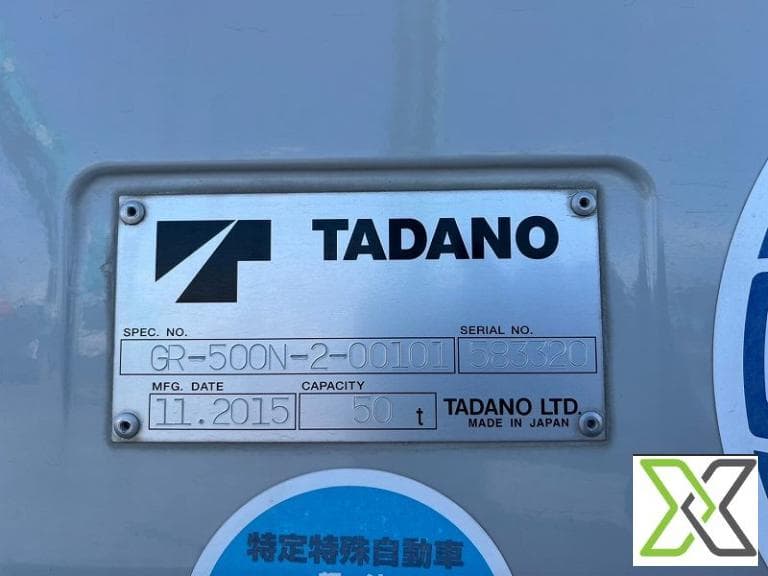 TADANO
SPEC. NO.
SERIAL NO.
GR-500N-2-00101
583320
MFG. DATE
CAPACITY
11.2015
50 t
TADANO LTD.
MADE IN JAPAN
特定特殊自動車